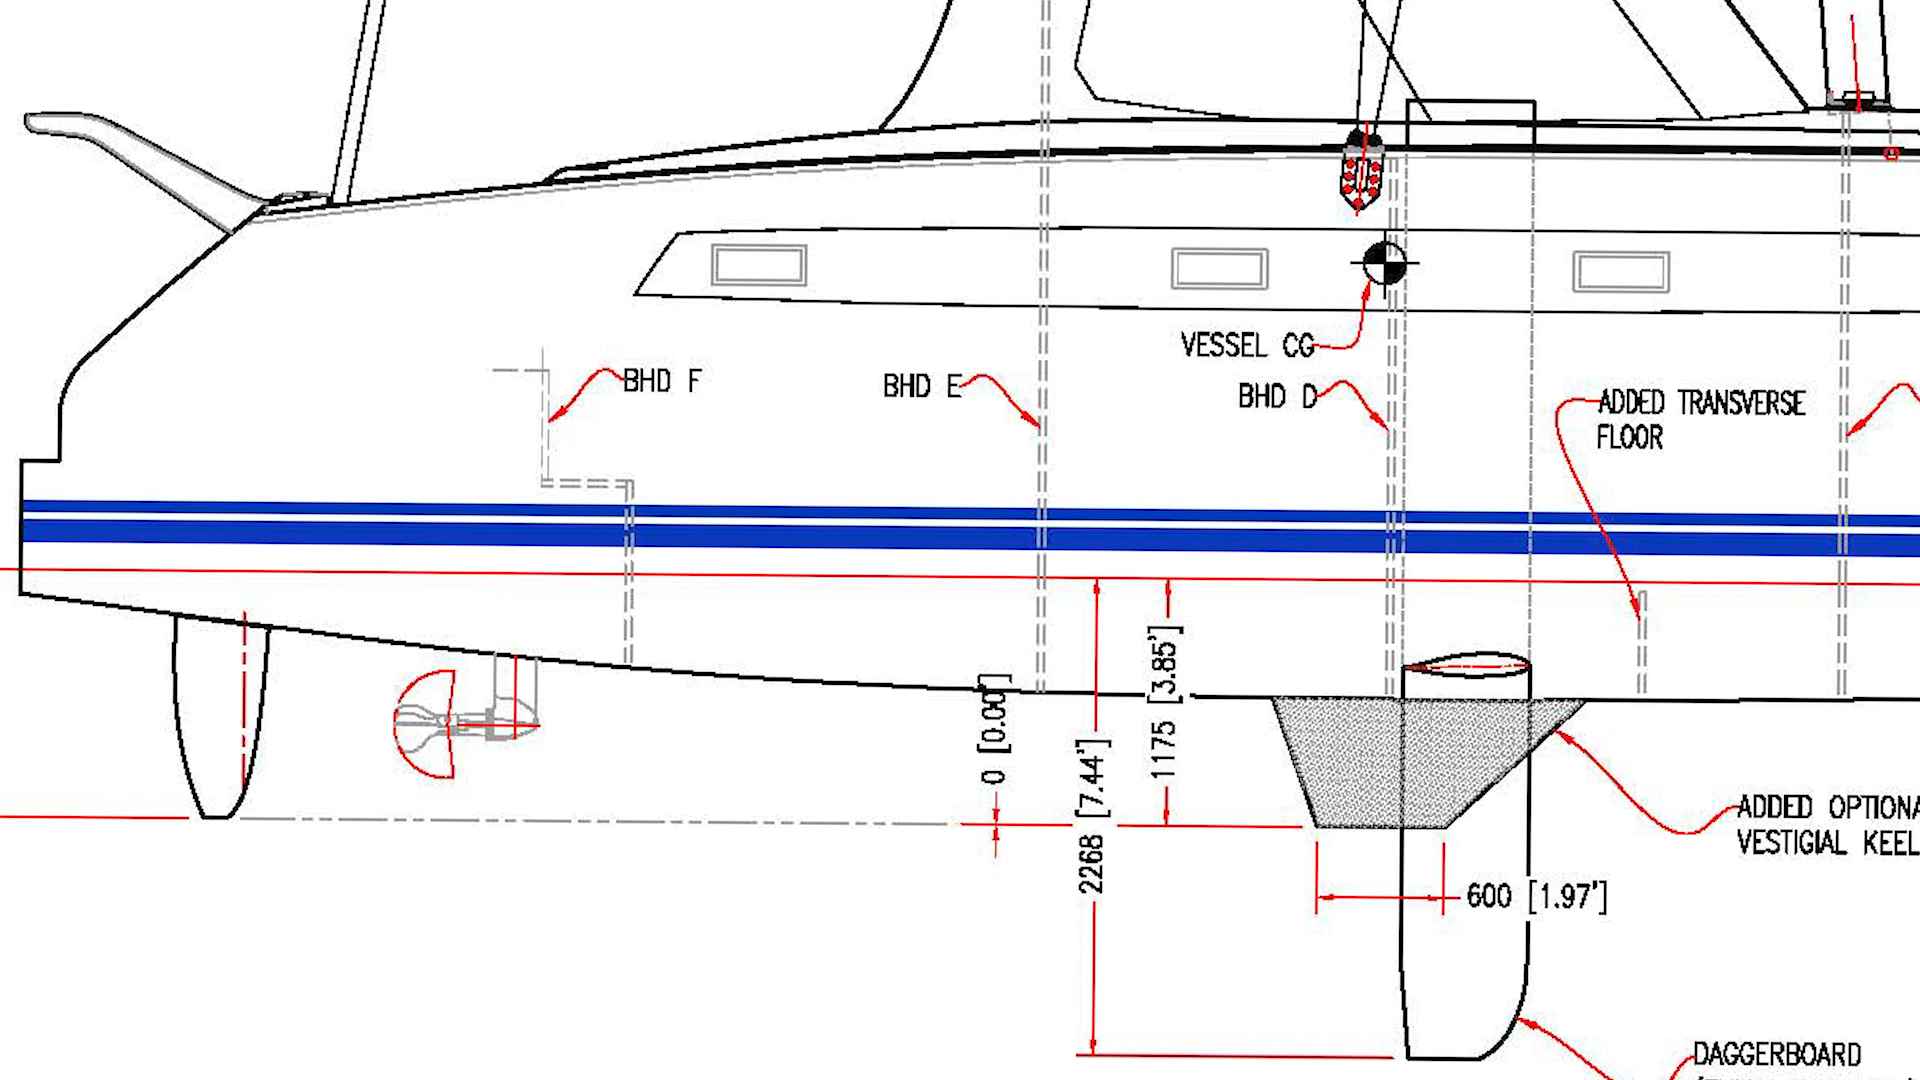 VESSEL CG
BHD F
BHD E
BHD D
ADDED TRANSVERSE
FLOOR
0 [0.00']
2268 [7.44']
1175 [3.85']
ADDED OPTIONA
VESTIGIAL KEEL
600 [1.97']
DAGGERBOARD